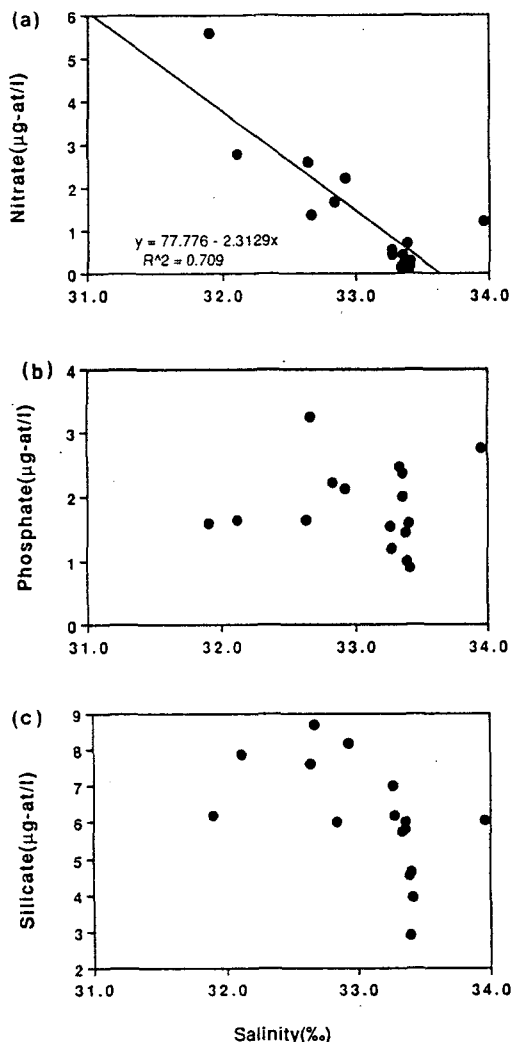 (a)
6
5
4
3
2
1
0
Nitrate(µg-at/l)
y = 77.776 - 2.3129x
R^2 = 0.709
31.0 32.0 33.0 34.0
(b)
4
3
2
1
0
Phosphate(µg-at/l)
31.0 32.0 33.0 34.0
(c)
9
8
7
6
5
4
3
2
Silicate(µg-at/l)
31.0 32.0 33.0 34.0
Salinity(‰)